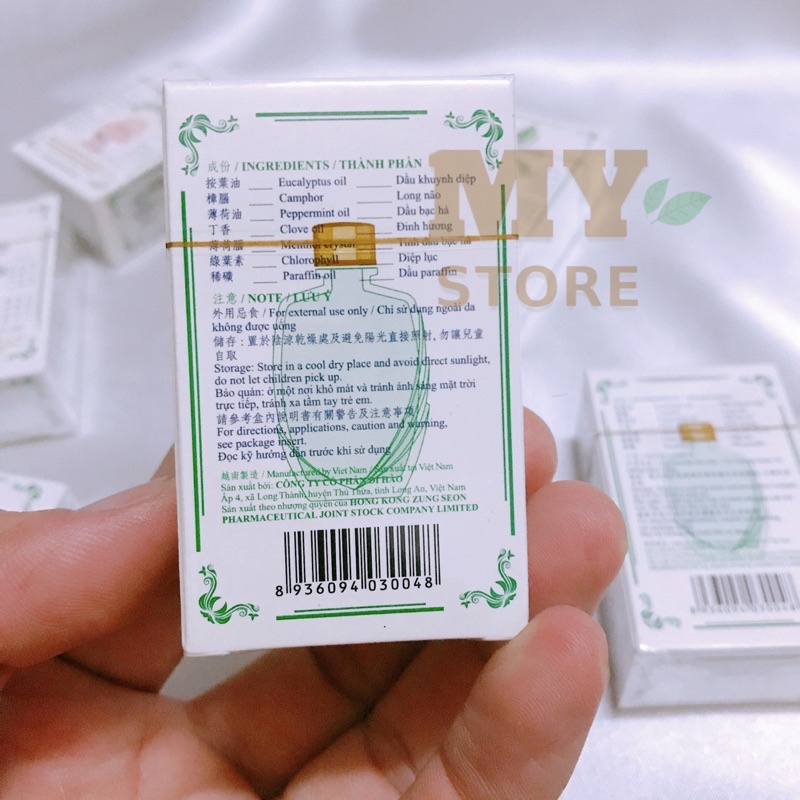 成份 / INGREDIENTS / THÀNH PHẦN
按葉油 Eucalyptus oil Dầu khuynh diệp
樟腦 Camphor Long não
薄荷油 Peppermint oil Dầu bạc hà
丁香 Clove oil Đinh hương
薄荷腦 Menthol crystal Tinh dầu bạc hà
綠葉素 Chlorophyll Diệp lục
稀礦 Paraffin oil Dầu paraffin
注意 / NOTE / LƯU Ý
外用忌食 / For external use only / Chỉ sử dụng ngoài da
không được uống
儲存 : 置於陰涼乾燥處及避免陽光直接照射, 勿讓兒童
自取
Storage: Store in a cool dry place and avoid direct sunlight,
do not let children pick up.
Bảo quản: ở một nơi khô mát và tránh ánh sáng mặt trời
trực tiếp, tránh xa tầm tay trẻ em.
請參考盒內說明書有關警告及注意事項
For directions, applications, caution and warning,
see package insert.
Đọc kỹ hướng dẫn trước khi sử dụng
越南製造 / Manufactured by Viet Nam / Sản xuất tại Việt Nam
Sản xuất bởi: CÔNG TY CỔ PHẦN DI HẢO
Ấp 4, xã Long Thành, huyện Thủ Thừa, tỉnh Long An, Việt Nam
Sản xuất theo nhượng quyền của HONG KONG ZUNG SEON
PHARMACEUTICAL JOINT STOCK COMPANY LIMITED
8 936094 030048
MY
STORE